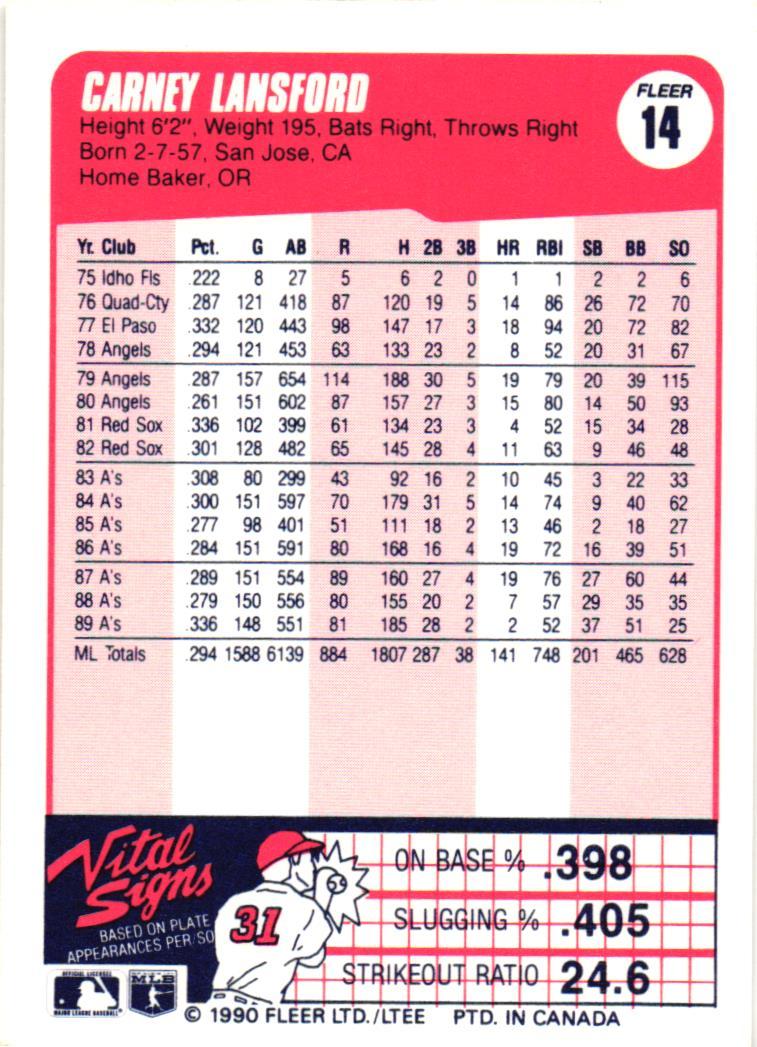 CARNEY LANSFORD
FLEER
14
Height 6'2", Weight 195, Bats Right, Throws Right
Born 2-7-57, San Jose, CA
Home Baker, OR
Yr. Club Pct. G AB R H 2B 3B HR RBI SB BB SO
75 Idho Fls .222 8 27 5 6 2 0 1 1 2 2 6
76 Quad-Cty .287 121 418 87 120 19 5 14 86 26 72 70
77 El Paso .332 120 443 98 147 17 3 18 94 20 72 82
78 Angels .294 121 453 63 133 23 2 8 52 20 31 67
79 Angels .287 157 654 114 188 30 5 19 79 20 39 115
80 Angels .261 151 602 87 157 27 3 15 80 14 50 93
81 Red Sox .336 102 399 61 134 23 3 4 52 15 34 28
82 Red Sox .301 128 482 65 145 28 4 11 63 9 46 48
83 A's .308 80 299 43 92 16 2 10 45 3 22 33
84 A's .300 151 597 70 179 31 5 14 74 9 40 62
85 A's .277 98 401 51 111 18 2 13 46 2 18 27
86 A's .284 151 591 80 168 16 4 19 72 16 39 51
87 A's .289 151 554 89 160 27 4 19 76 27 60 44
88 A's .279 150 556 80 155 20 2 7 57 29 35 35
89 A's .336 148 551 81 185 28 2 2 52 37 51 25
ML Totals .294 1588 6139 884 1807 287 38 141 748 201 465 628
Vital
Signs
BASED ON PLATE
APPEARANCES PER/SO
31
ON BASE % .398
SLUGGING % .405
STRIKEOUT RATIO 24.6
OFFICIAL LICENSEE
MAJOR LEAGUE BASEBALL
MLB
© 1990 FLEER LTD./LTEE PTD. IN CANADA